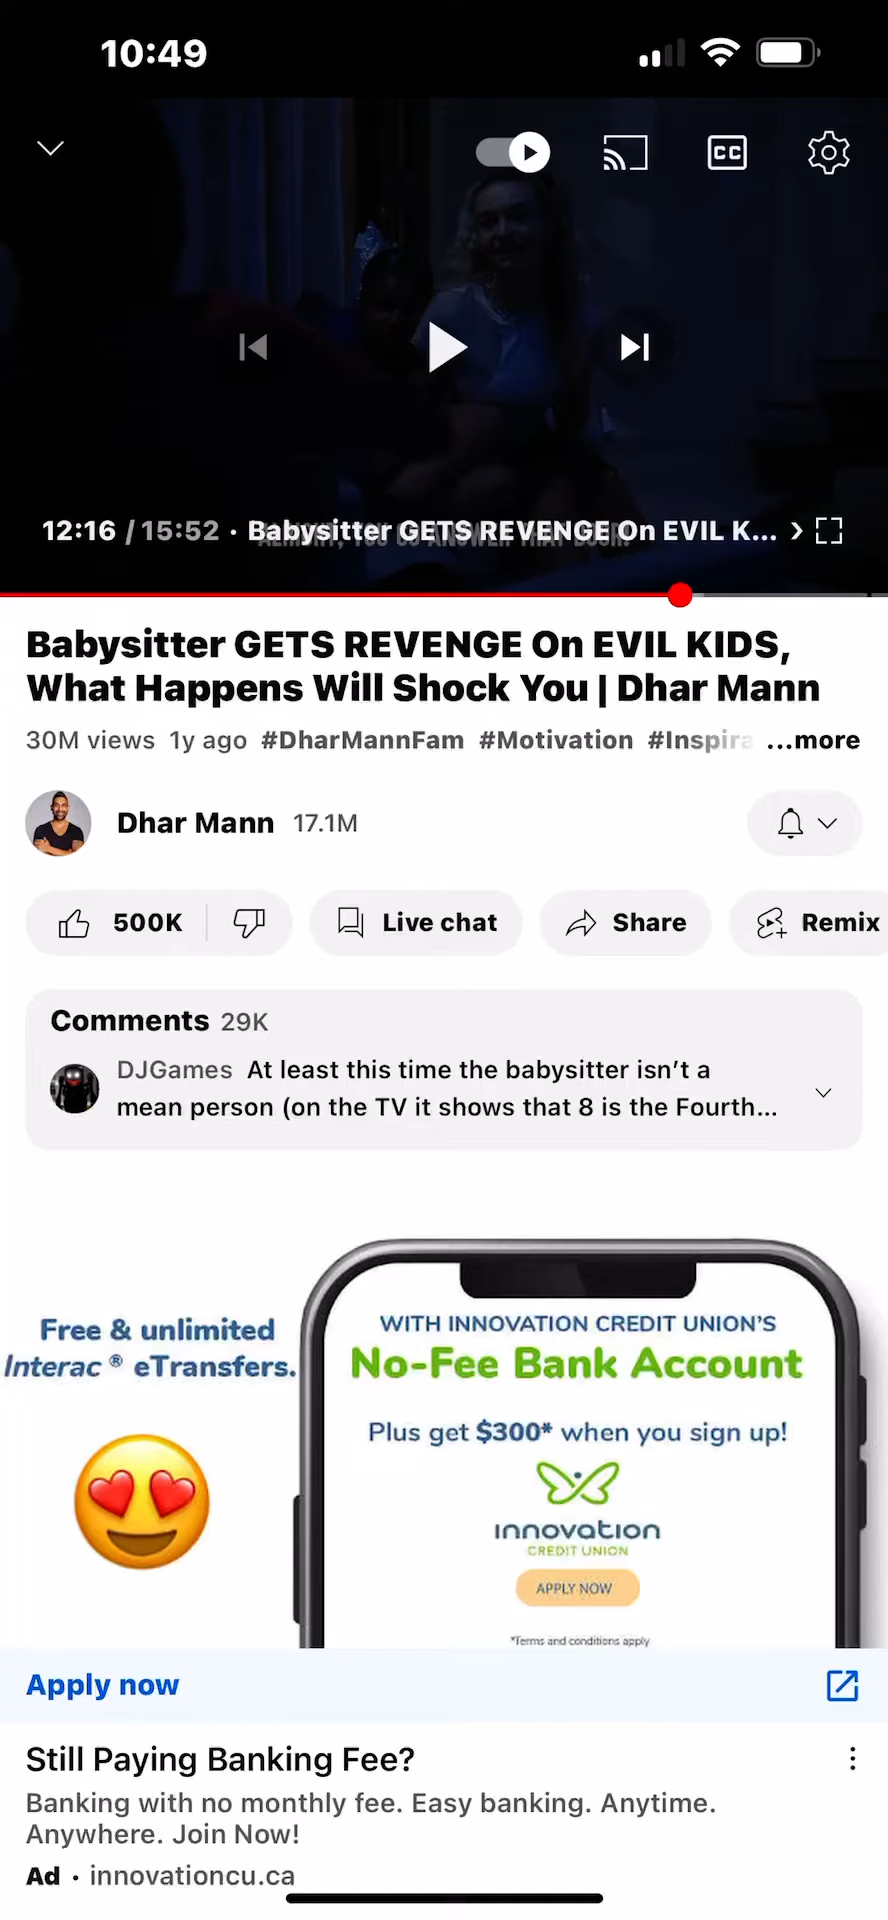 10:49
CC
12:16 / 15:52 · Babysitter GETS REVENGE On EVIL K...
Babysitter GETS REVENGE On EVIL KIDS,
What Happens Will Shock You | Dhar Mann
30M views 1y ago #DharMannFam #Motivation #Inspira ...more
Dhar Mann 17.1M
500K Live chat Share Remix
Comments 29K
DJGames At least this time the babysitter isn't a
mean person (on the TV it shows that 8 is the Fourth...
Free & unlimited
Interac ® eTransfers.
WITH INNOVATION CREDIT UNION'S
No-Fee Bank Account
Plus get $300* when you sign up!
innovation
CREDIT UNION
APPLY NOW
*Terms and conditions apply
Apply now
Still Paying Banking Fee?
Banking with no monthly fee. Easy banking. Anytime.
Anywhere. Join Now!
Ad · innovationcu.ca